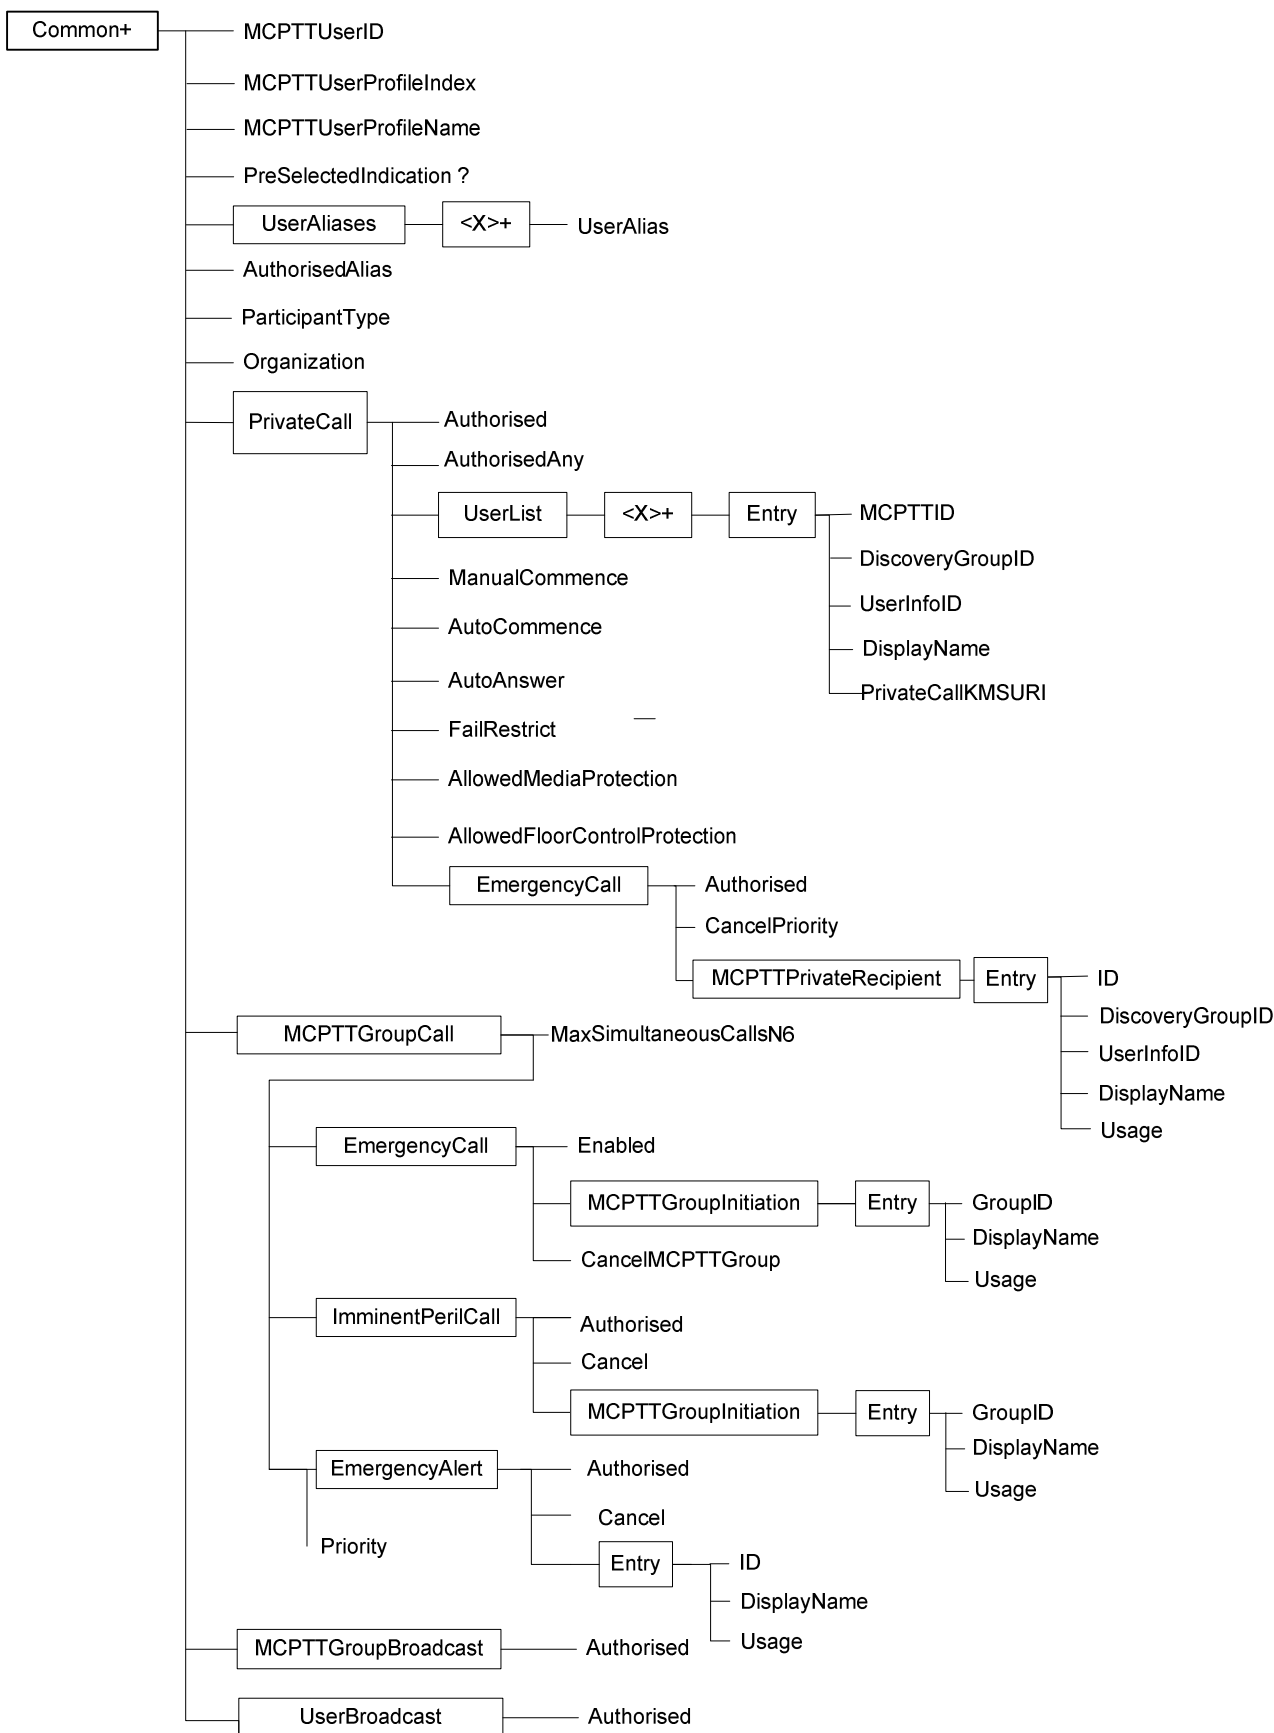 Common+
MCPTTUserID
MCPTTUserProfileIndex
MCPTTUserProfileName
PreSelectedIndication ?
UserAliases <X>+ UserAlias
AuthorisedAlias
ParticipantType
Organization
PrivateCall
Authorised
AuthorisedAny
UserList <X>+ Entry
MCPTTID
DiscoveryGroupID
UserInfoID
DisplayName
PrivateCallKMSURI
ManualCommence
AutoCommence
AutoAnswer
FailRestrict
AllowedMediaProtection
AllowedFloorControlProtection
EmergencyCall
Authorised
CancelPriority
MCPTTPrivateRecipient Entry
ID
DiscoveryGroupID
UserInfoID
DisplayName
Usage
MCPTTGroupCall
MaxSimultaneousCallsN6
EmergencyCall
Enabled
MCPTTGroupInitiation Entry
GroupID
DisplayName
Usage
CancelMCPTTGroup
ImminentPerilCall
Authorised
Cancel
MCPTTGroupInitiation Entry
GroupID
DisplayName
Usage
EmergencyAlert
Authorised
Cancel
Entry
ID
DisplayName
Usage
Priority
MCPTTGroupBroadcast Authorised
UserBroadcast Authorised